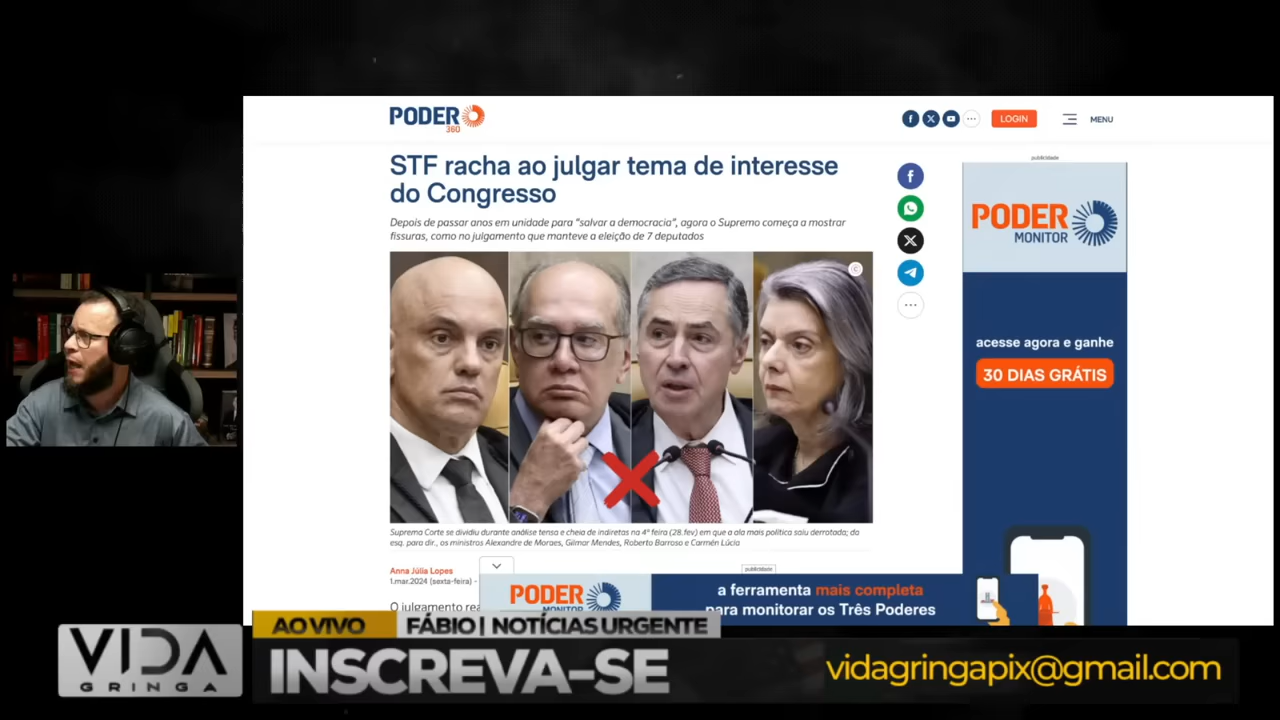 PODER
360
LOGIN
MENU
STF racha ao julgar tema de interesse
do Congresso
Depois de passar anos em unidade para “salvar a democracia”, agora o Supremo começa a mostrar
fissuras, como no julgamento que manteve a eleição de 7 deputados
Suprema Corte se dividiu durante análise tensa e cheia de indiretas na 4ª feira (28.fev) em que a ala mais política saiu derrotada; da
esq. para dir., os ministros Alexandre de Moraes, Gilmar Mendes, Roberto Barroso e Cármen Lúcia
Anna Júlia Lopes
1.mar.2024 (sexta-feira) -
O julgamento rea
publicidade
PODER
MONITOR
acesse agora e ganhe
30 DIAS GRÁTIS
publicidade
PODER
MONITOR
a ferramenta mais completa
para monitorar os Três Poderes
AO VIVO
FÁBIO | NOTÍCIAS URGENTE
VIDA
GRINGA
INSCREVA-SE
vidagringapix@gmail.com